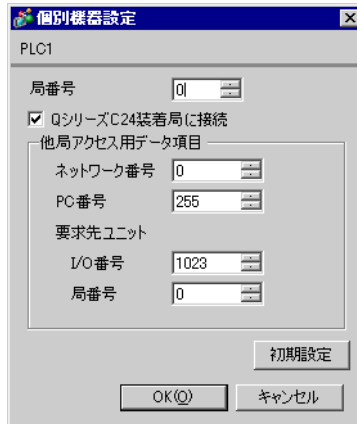 個別機器設定
PLC1
局番号 0
QシリーズC24装着局に接続
他局アクセス用データ項目
ネットワーク番号 0
PC番号 255
要求先ユニット
I/O番号 1023
局番号 0
初期設定
OK(O) キャンセル